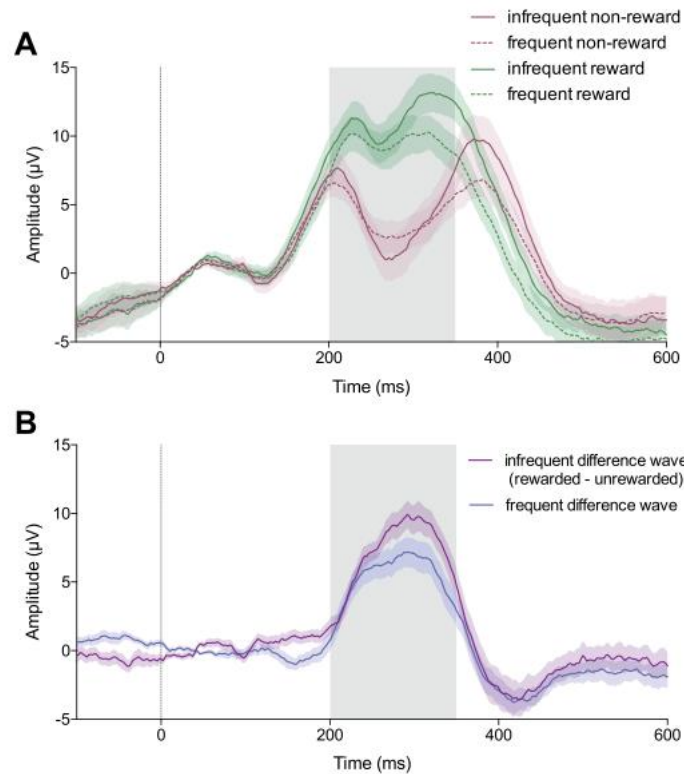 infrequent non-reward
frequent non-reward
infrequent reward
frequent reward
A
15
10
5
0
-5
Amplitude (µV)
0
200
400
600
Time (ms)
B
15
10
5
0
-5
Amplitude (µV)
infrequent difference wave
(rewarded - unrewarded)
frequent difference wave
0
200
400
600
Time (ms)